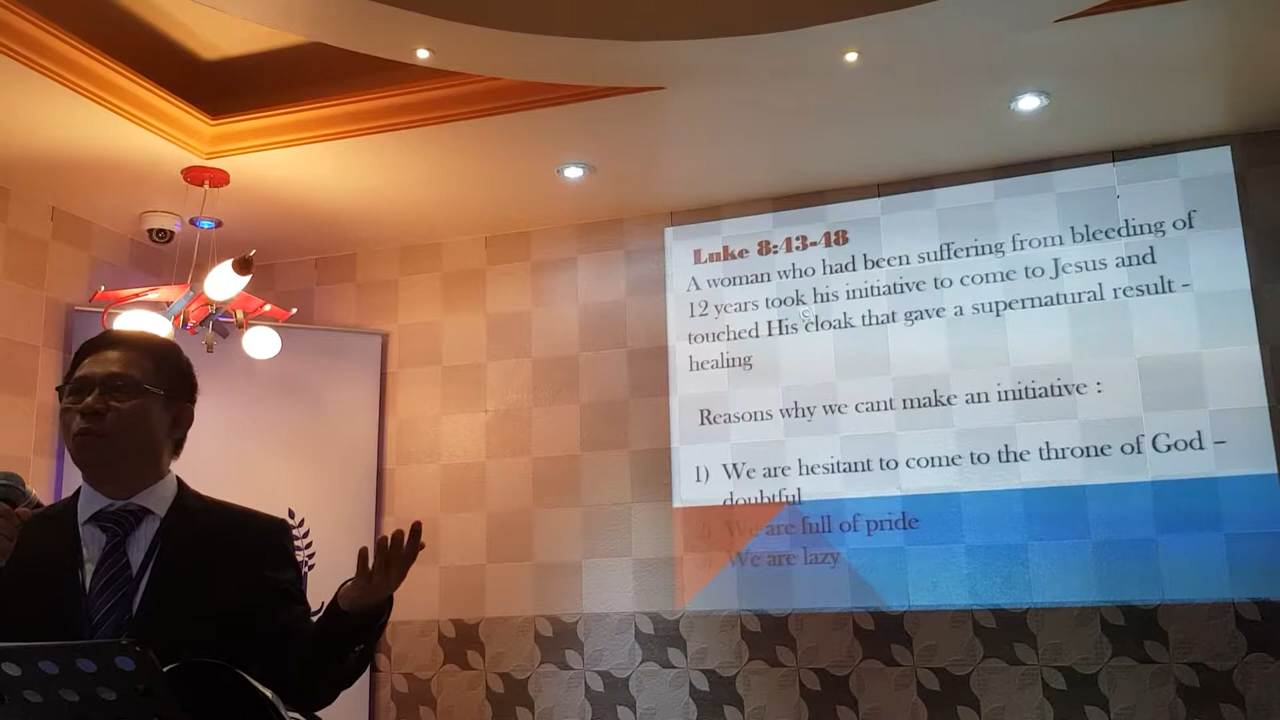 Luke 8:43-48
A woman who had been suffering from bleeding of
12 years took his initiative to come to Jesus and
touched His cloak that gave a supernatural result -
healing
Reasons why we cant make an initiative :
1) We are hesitant to come to the throne of God –
doubtful
2) We are full of pride
3) We are lazy